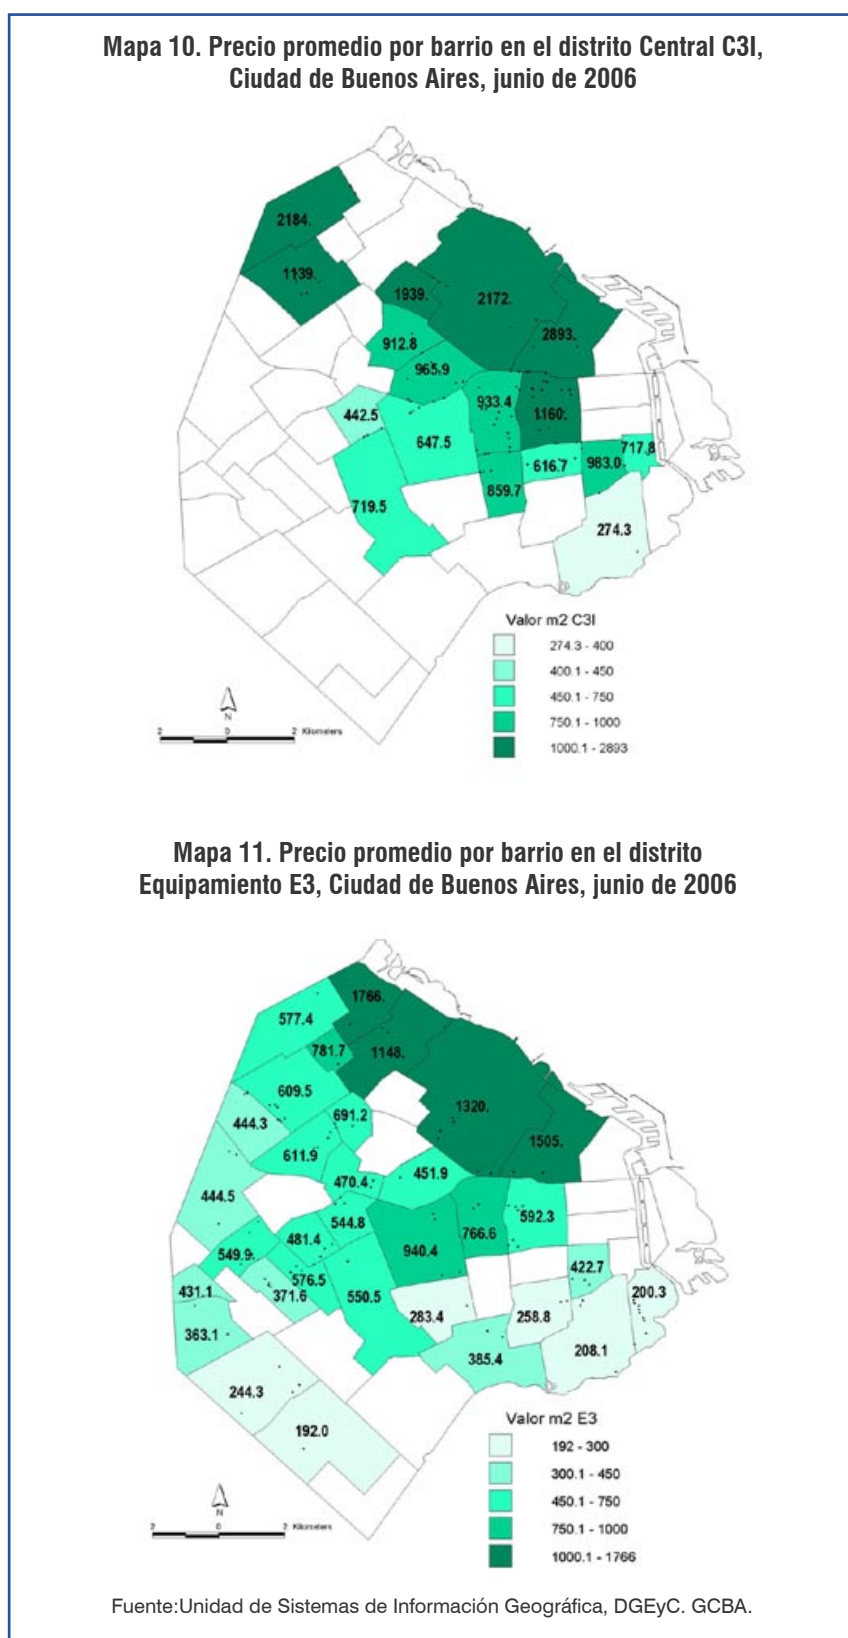 Mapa 10. Precio promedio por barrio en el distrito Central C3I,
Ciudad de Buenos Aires, junio de 2006
2184.
1139.
1939.
2172.
2893.
912.8
965.9
933.4
1160.
442.5
647.5
717.8
616.7
983.0
859.7
719.5
274.3
Valor m2 C3I
274.3 - 400
400.1 - 450
450.1 - 750
750.1 - 1000
1000.1 - 2893
N
2 0 2 Kilometers
Mapa 11. Precio promedio por barrio en el distrito
Equipamiento E3, Ciudad de Buenos Aires, junio de 2006
1766.
577.4
781.7
1148.
609.5
1320.
444.3
691.2
1505.
611.9
470.4
451.9
444.5
544.8
592.3
481.4
766.6
549.9
940.4
422.7
576.5
431.1
371.6
550.5
200.3
283.4
258.8
363.1
208.1
385.4
244.3
192.0
Valor m2 E3
192 - 300
300.1 - 450
450.1 - 750
750.1 - 1000
1000.1 - 1766
N
2 0 2 Kilometers
Fuente:Unidad de Sistemas de Información Geográfica, DGEyC. GCBA.